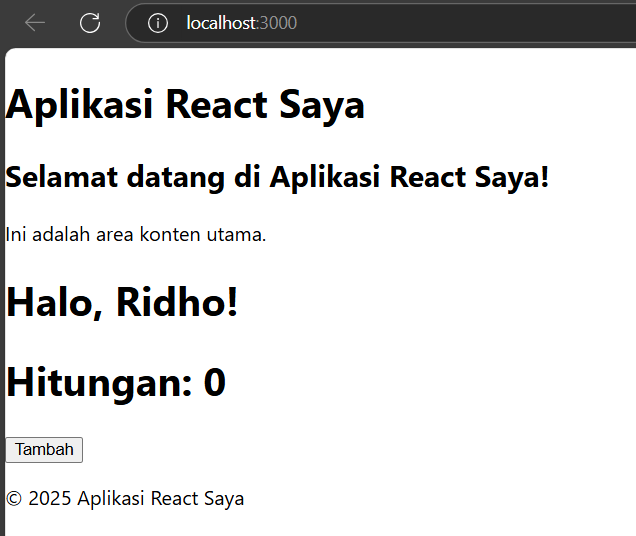 localhost:3000
Aplikasi React Saya
Selamat datang di Aplikasi React Saya!
Ini adalah area konten utama.
Halo, Ridho!
Hitungan: 0
Tambah
© 2025 Aplikasi React Saya